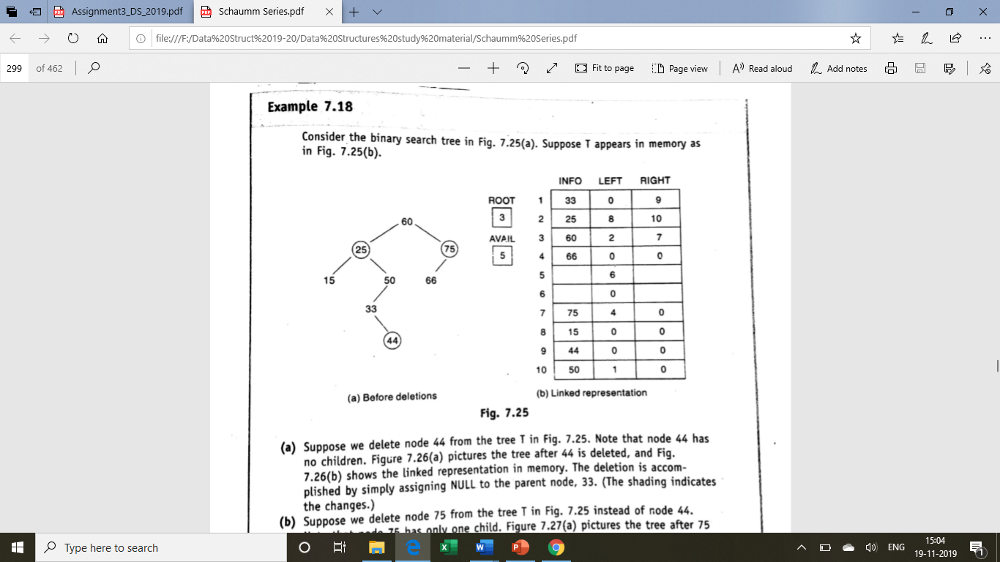 Assignment3_DS_2019.pdf
Schaumm Series.pdf
file:///F:/Data%20Struct%202019-20/Data%20Structures%20study%20material/Schaumm%20Series.pdf
299 of 462
Fit to page
Page view
Read aloud
Add notes
Example 7.18
Consider the binary search tree in Fig. 7.25(a). Suppose T appears in memory as
in Fig. 7.25(b).
60
25 75
15 50 66
33
44
(a) Before deletions
ROOT
3
AVAIL
5
INFO LEFT RIGHT
1 33 0 9
2 25 8 10
3 60 2 7
4 66 0 0
5 6
6 0
7 75 4 0
8 15 0 0
9 44 0 0
10 50 1 0
(b) Linked representation
Fig. 7.25
(a) Suppose we delete node 44 from the tree T in Fig. 7.25. Note that node 44 has
no children. Figure 7.26(a) pictures the tree after 44 is deleted, and Fig.
7.26(b) shows the linked representation in memory. The deletion is accom-
plished by simply assigning NULL to the parent node, 33. (The shading indicates
the changes.)
(b) Suppose we delete node 75 from the tree T in Fig. 7.25 instead of node 44.
75 has only one child. Figure 7.27(a) pictures the tree after 75
Type here to search
ENG
15:04
19-11-2019
1